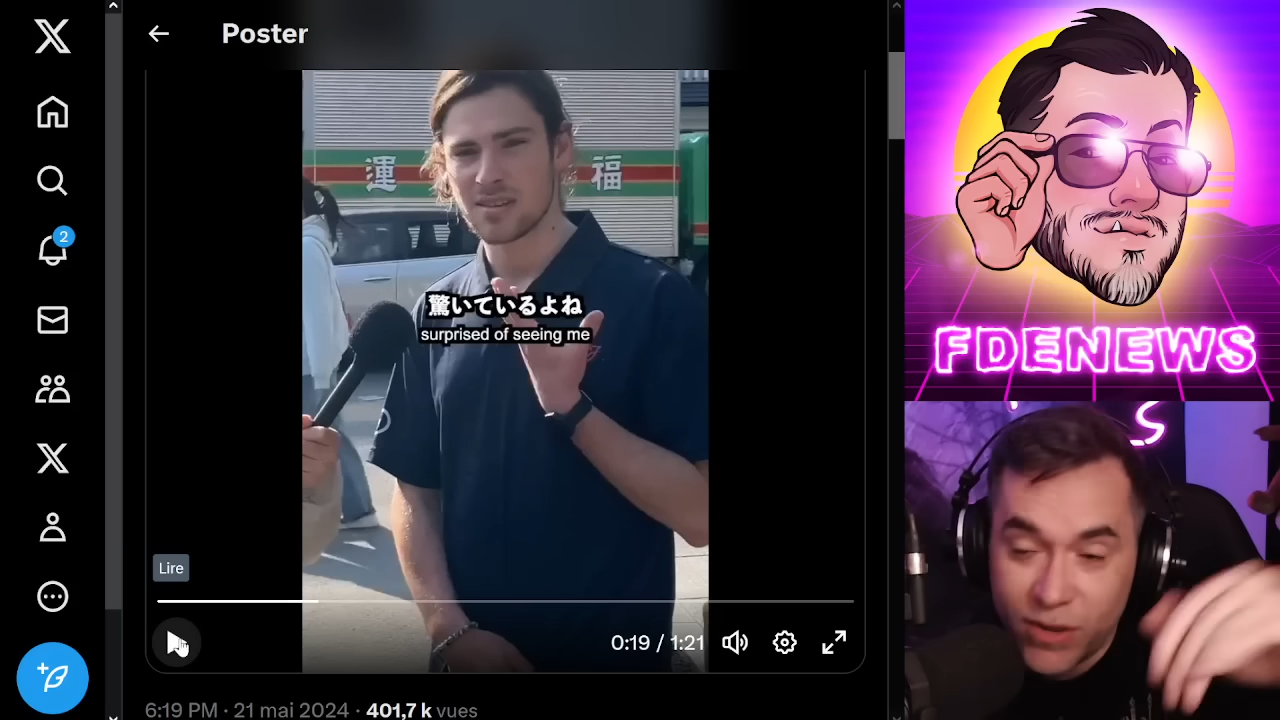 Poster
運 福
2
驚いているよね
surprised of seeing me
Lire
0:19 / 1:21
6:19 PM · 21 mai 2024 · 401,7 k vues
FDENEWS
S